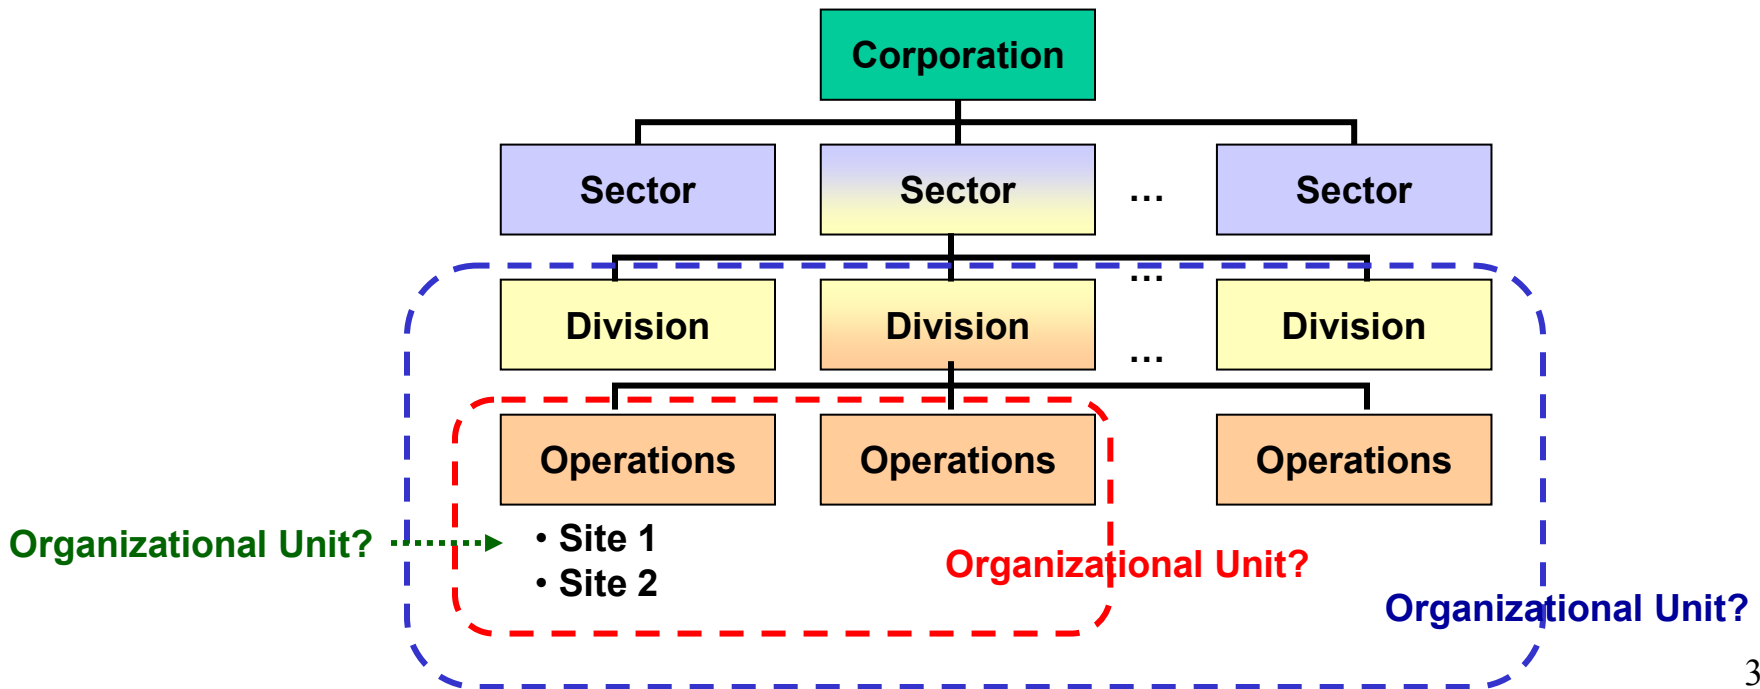 Corporation
Sector
Sector
...
Sector
...
Division
Division
...
Division
Operations
Operations
Operations
Organizational Unit?
• Site 1
• Site 2
Organizational Unit?
Organizational Unit?
3